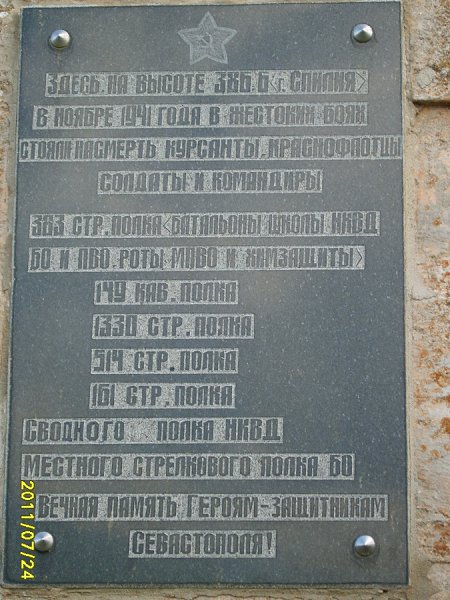 ЗДЕСЬ НА ВЫСОТЕ 386.6 <г. СПИЛИЯ>
В НОЯБРЕ 1941 ГОДА В ЖЕСТОКИХ БОЯХ
СТОЯЛИ НАСМЕРТЬ КУРСАНТЫ, КРАСНОФЛОТЦЫ
СОЛДАТЫ И КОМАНДИРЫ
383 СТР. ПОЛКА <БАТАЛЬОНЫ ШКОЛЫ НКВД
БО И ПВО. РОТЫ МПВО И ХИМЗАЩИТЫ>
149 КАВ. ПОЛКА
1330 СТР. ПОЛКА
514 СТР. ПОЛКА
161 СТР. ПОЛКА
СВОДНОГО ПОЛКА НКВД
МЕСТНОГО СТРЕЛКОВОГО ПОЛКА БО
ВЕЧНАЯ ПАМЯТЬ ГЕРОЯМ-ЗАЩИТНИКАМ
СЕВАСТОПОЛЯ!
2011/07/24